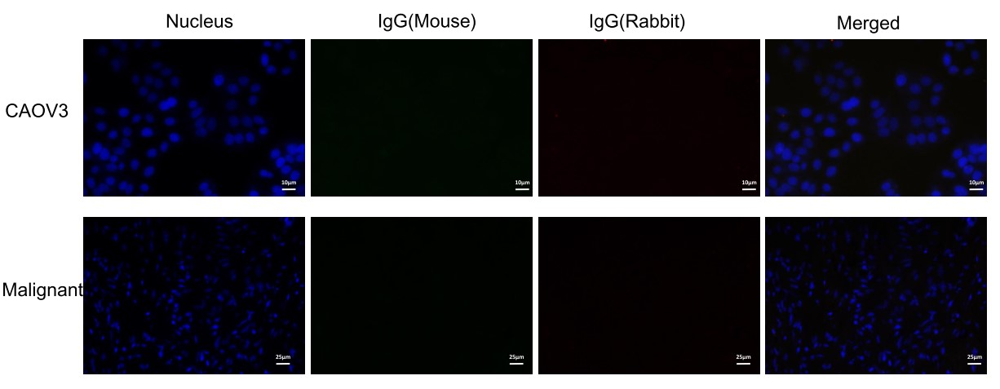 Nucleus IgG(Mouse) IgG(Rabbit) Merged
CAOV3
10µm 10µm 10µm 10µm
Malignant
25µm 25µm 25µm 25µm